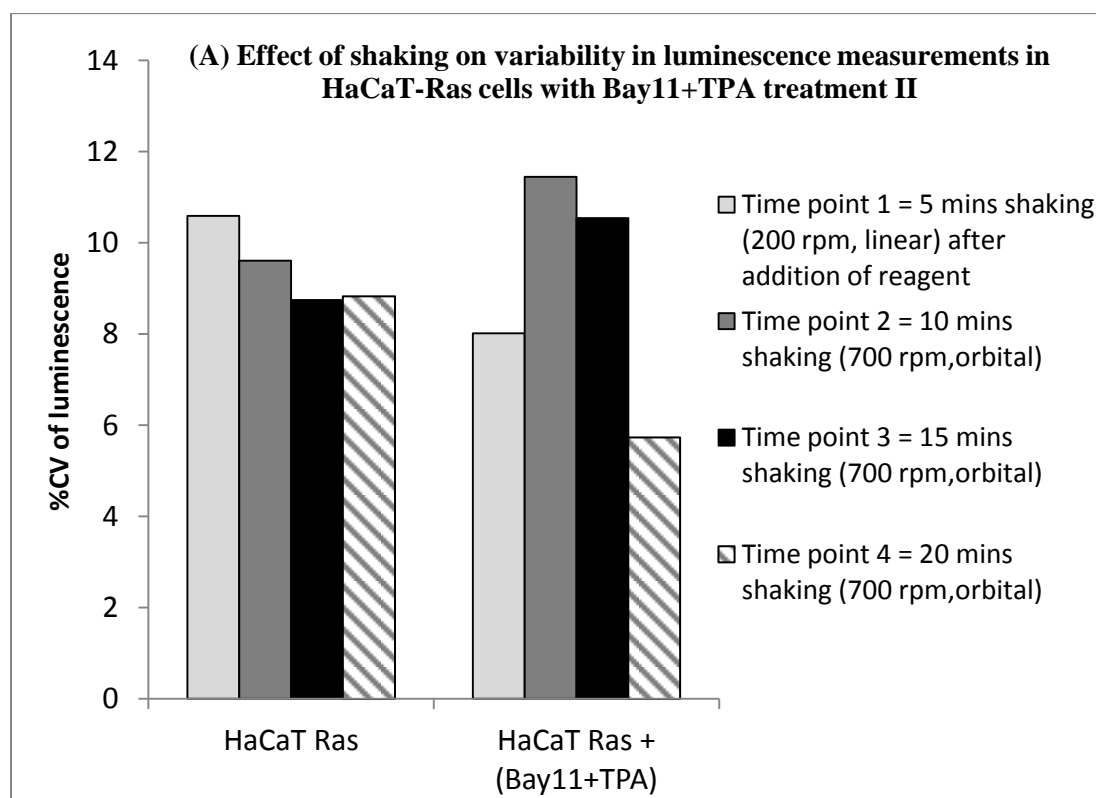 (A) Effect of shaking on variability in luminescence measurements in
HaCaT-Ras cells with Bay11+TPA treatment II
14
12
10
8
6
4
2
0
%CV of luminescence
HaCaT Ras
HaCaT Ras +
(Bay11+TPA)
Time point 1 = 5 mins shaking
(200 rpm, linear) after
addition of reagent
Time point 2 = 10 mins
shaking (700 rpm,orbital)
Time point 3 = 15 mins
shaking (700 rpm,orbital)
Time point 4 = 20 mins
shaking (700 rpm,orbital)